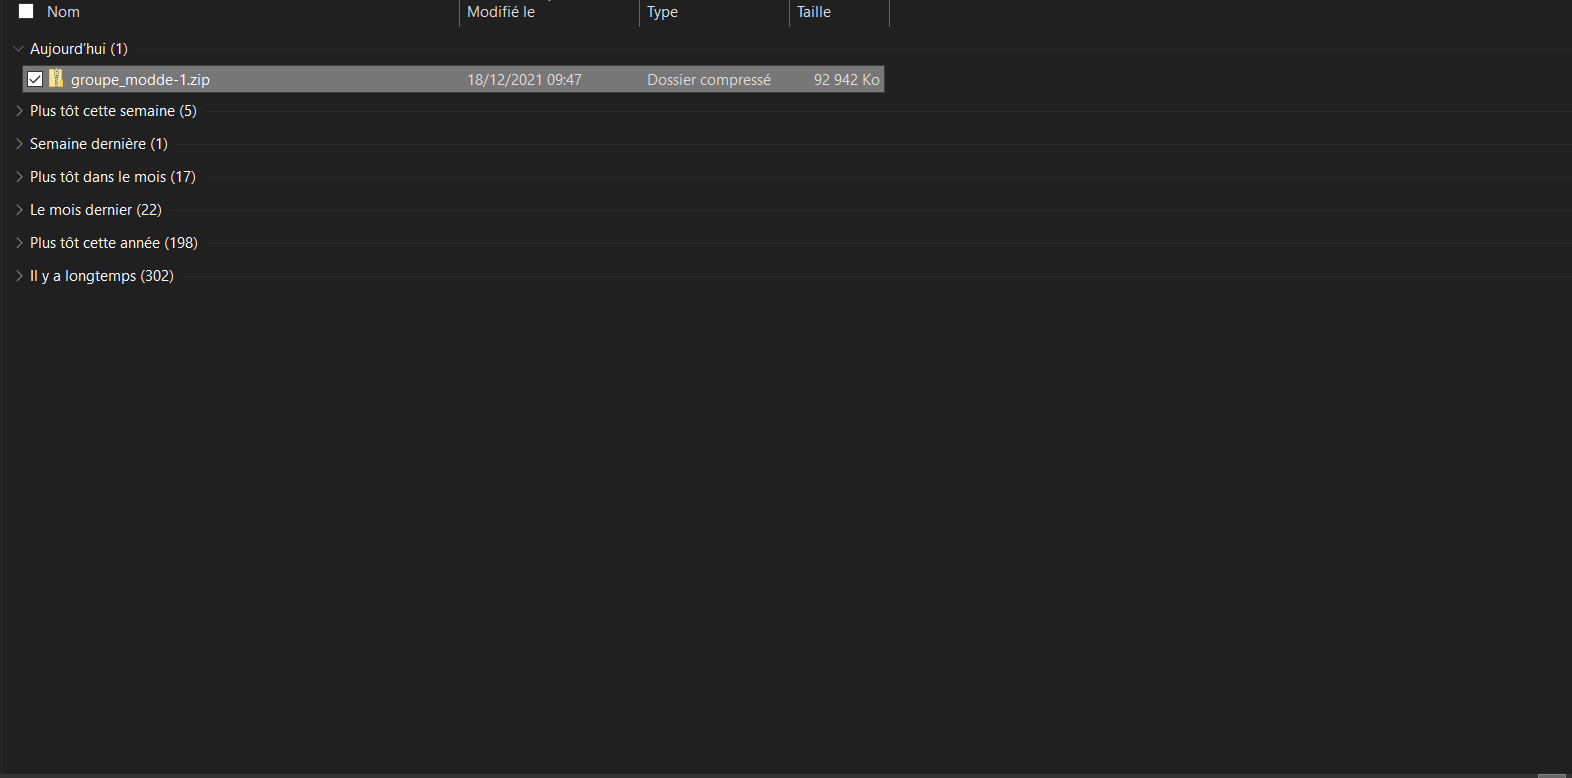 Nom Modifié le Type Taille
Aujourd’hui (1)
groupe_modde-1.zip 18/12/2021 09:47 Dossier compressé 92 942 Ko
Plus tôt cette semaine (5)
Semaine dernière (1)
Plus tôt dans le mois (17)
Le mois dernier (22)
Plus tôt cette année (198)
Il y a longtemps (302)